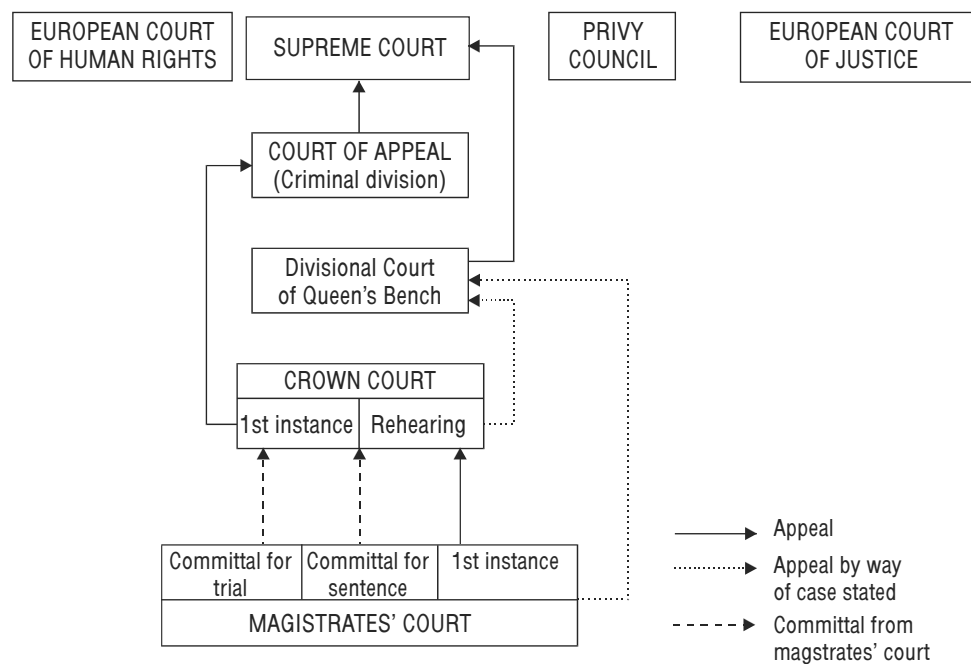 EUROPEAN COURT
OF HUMAN RIGHTS
SUPREME COURT
PRIVY
COUNCIL
EUROPEAN COURT
OF JUSTICE
COURT OF APPEAL
(Criminal division)
Divisional Court
of Queen's Bench
CROWN COURT
1st instance
Rehearing
Committal for
trial
Committal for
sentence
1st instance
MAGISTRATES' COURT
Appeal
Appeal by way
of case stated
Committal from
magstrates' court